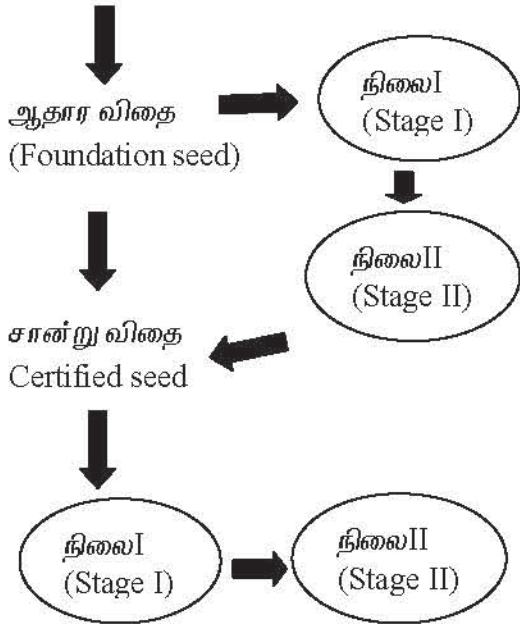 ஆதார விதை
(Foundation seed)
நிலைI
(Stage I)
நிலைII
(Stage II)
சான்று விதை
Certified seed
நிலைI
(Stage I)
நிலைII
(Stage II)